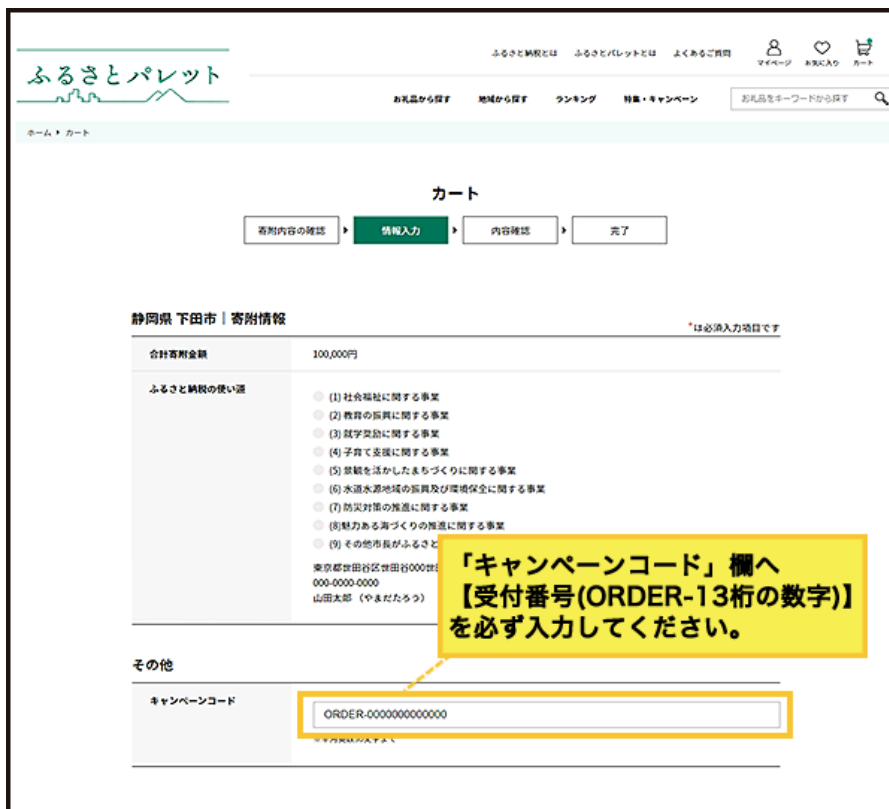 ふるさとパレット
ふるさと納税とは ふるさとパレットとは よくあるご質問
マイページ お気に入り カート
お礼品から探す 地域から探す ランキング 特集・キャンペーン
お礼品をキーワードから探す
ホーム カート
カート
寄附内容の確認 情報入力 内容確認 完了
静岡県 下田市｜寄附情報
*は必須入力項目です
合計寄附金額 100,000円
ふるさと納税の使い道
(1) 社会福祉に関する事業
(2) 教育の振興に関する事業
(3) 就学奨励に関する事業
(4) 子育て支援に関する事業
(5) 景観を活かしたまちづくりに関する事業
(6) 水道水源地域の振興及び環境保全に関する事業
(7) 防災対策の推進に関する事業
(8)魅力ある海づくりの推進に関する事業
(9) その他市長がふるさと
東京都世田谷区世田谷000世田
000-0000-0000
山田太郎 （やまだたろう）
「キャンペーンコード」欄へ
【受付番号(ORDER-13桁の数字)】
を必ず入力してください。
その他
キャンペーンコード
ORDER-0000000000000